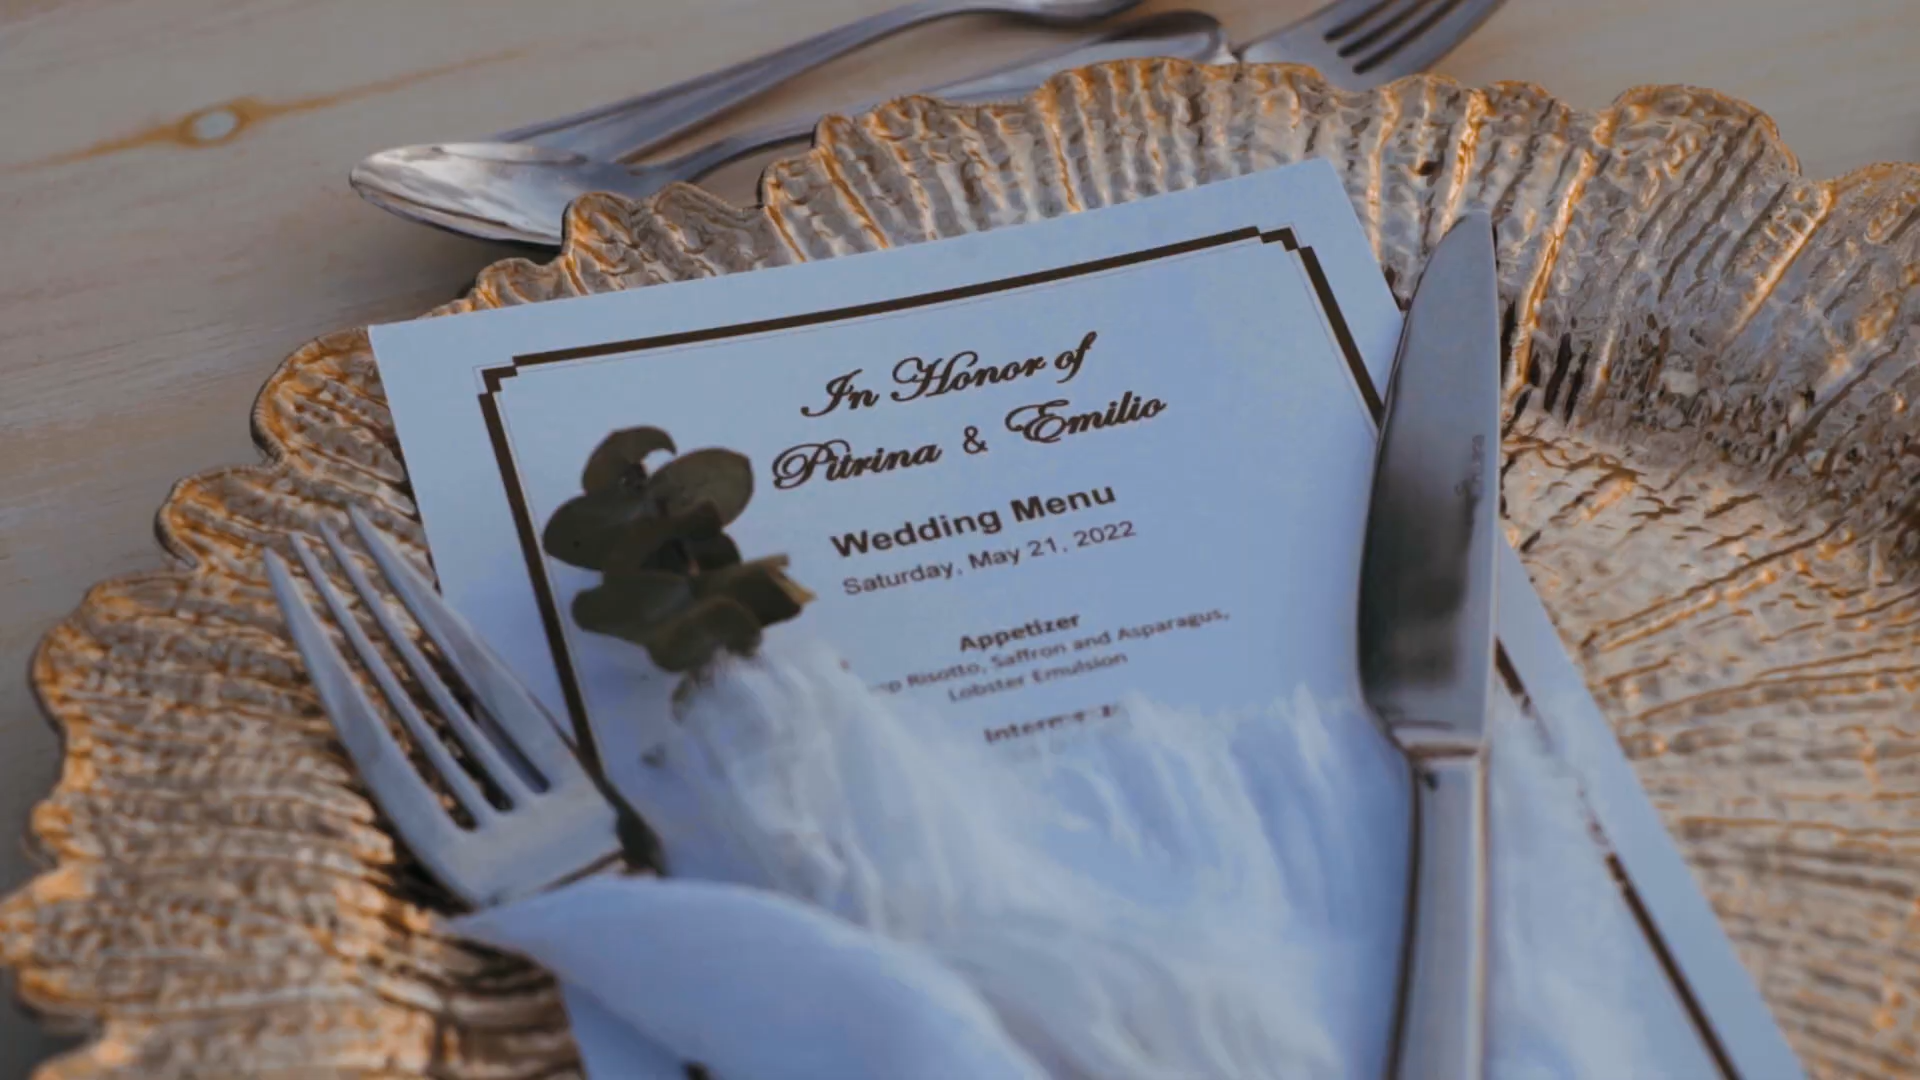 In Honor of
Pitrina & Emilio
Wedding Menu
Saturday, May 21, 2022
Appetizer
Risotto, Saffron and Asparagus,
Lobster Emulsion